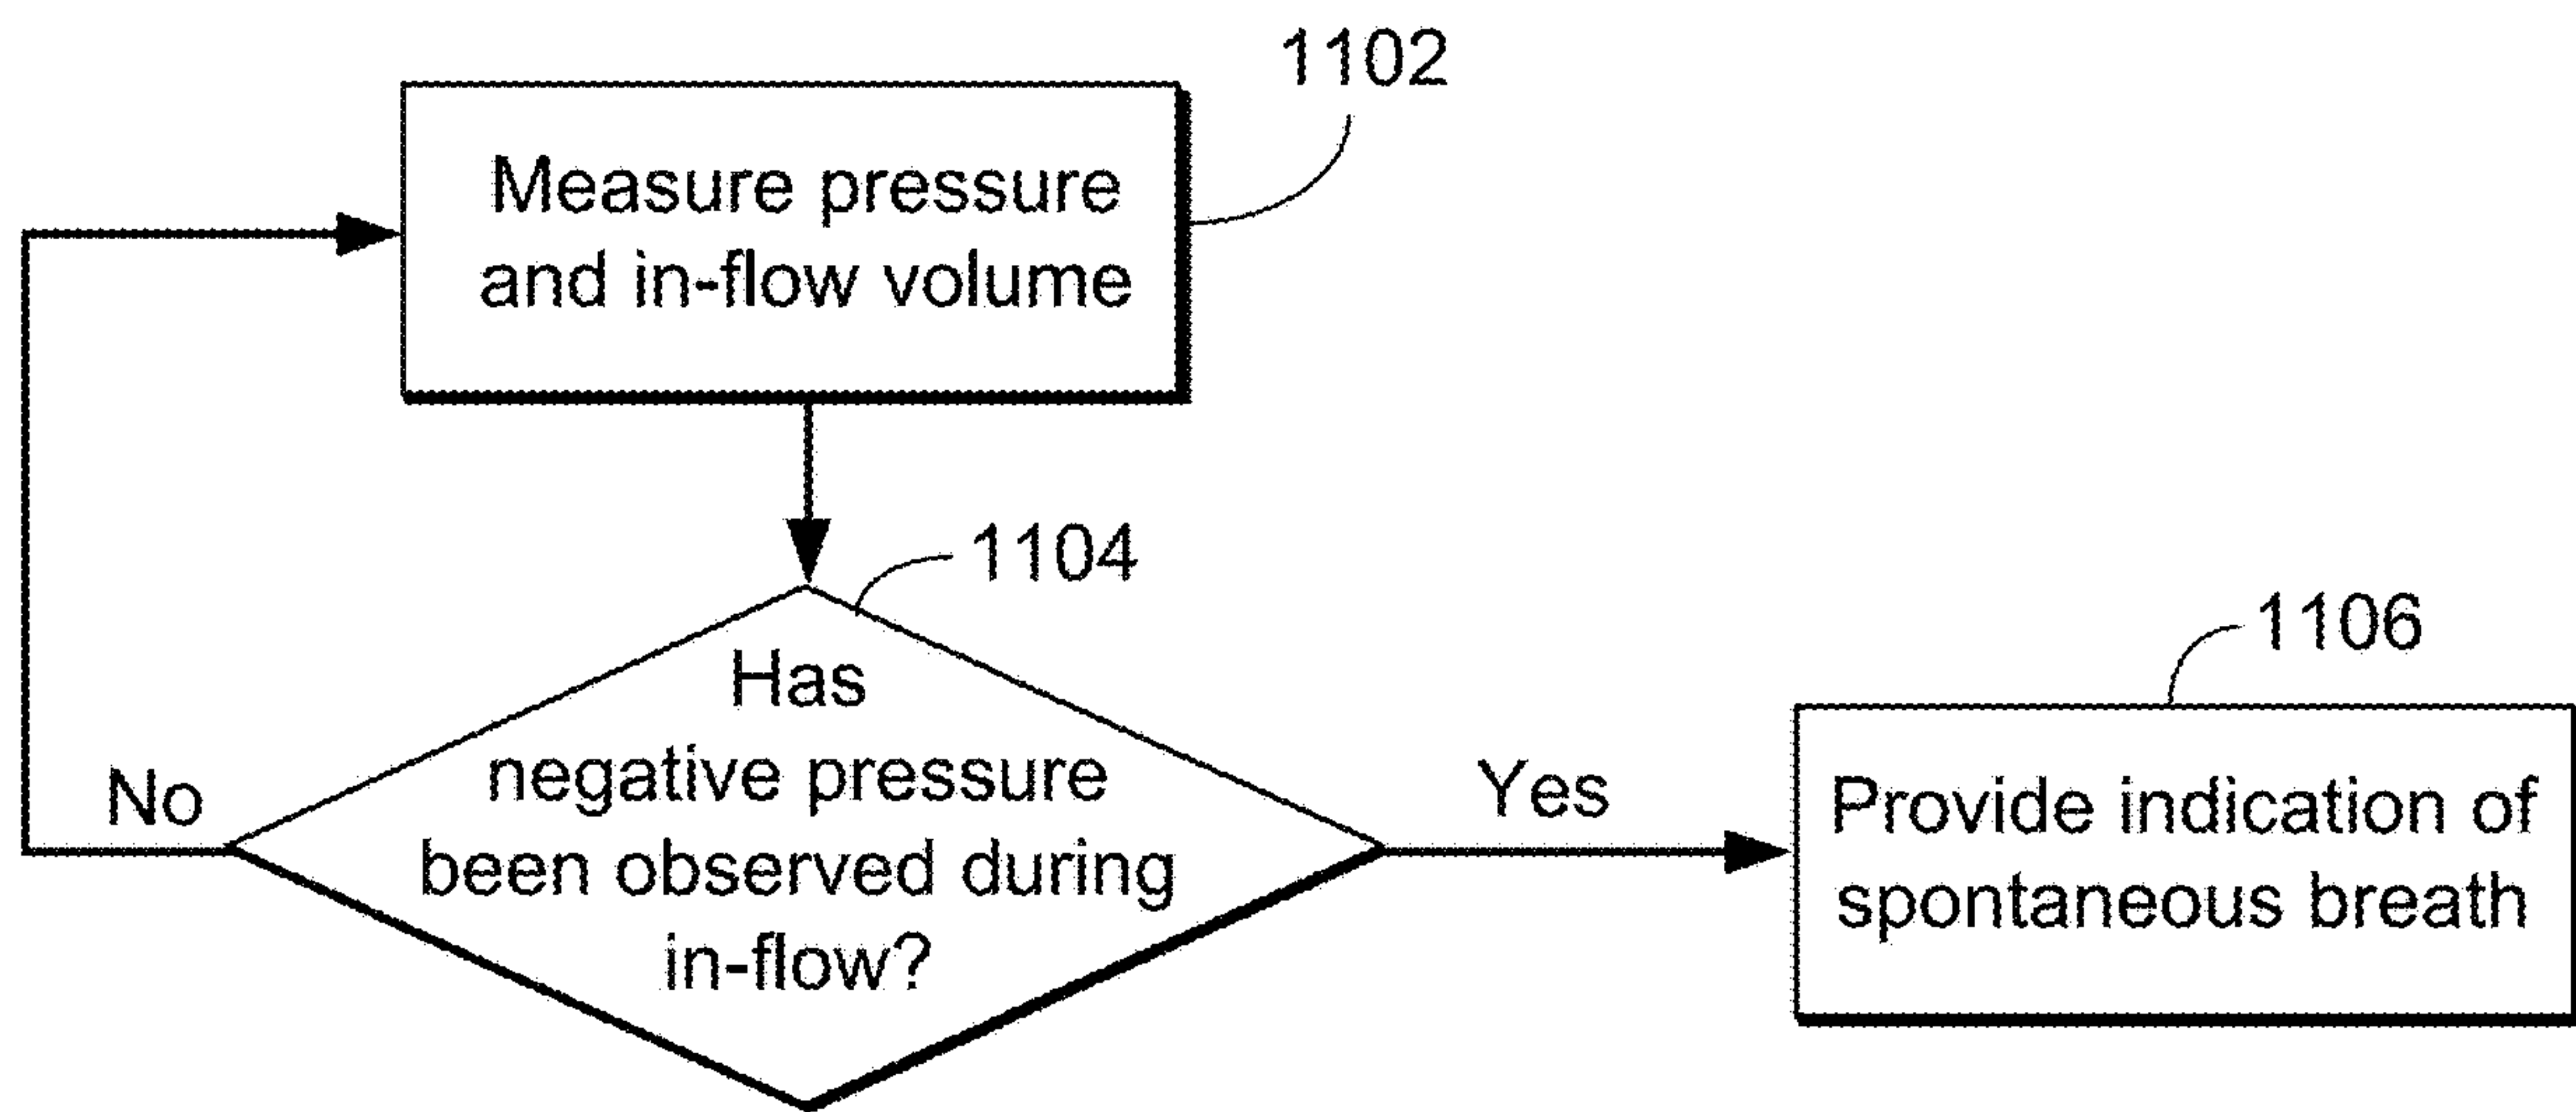 1102
Measure pressure
and in-flow volume
1104
Has
negative pressure
been observed during
in-flow?
No
Yes
1106
Provide indication of
spontaneous breath